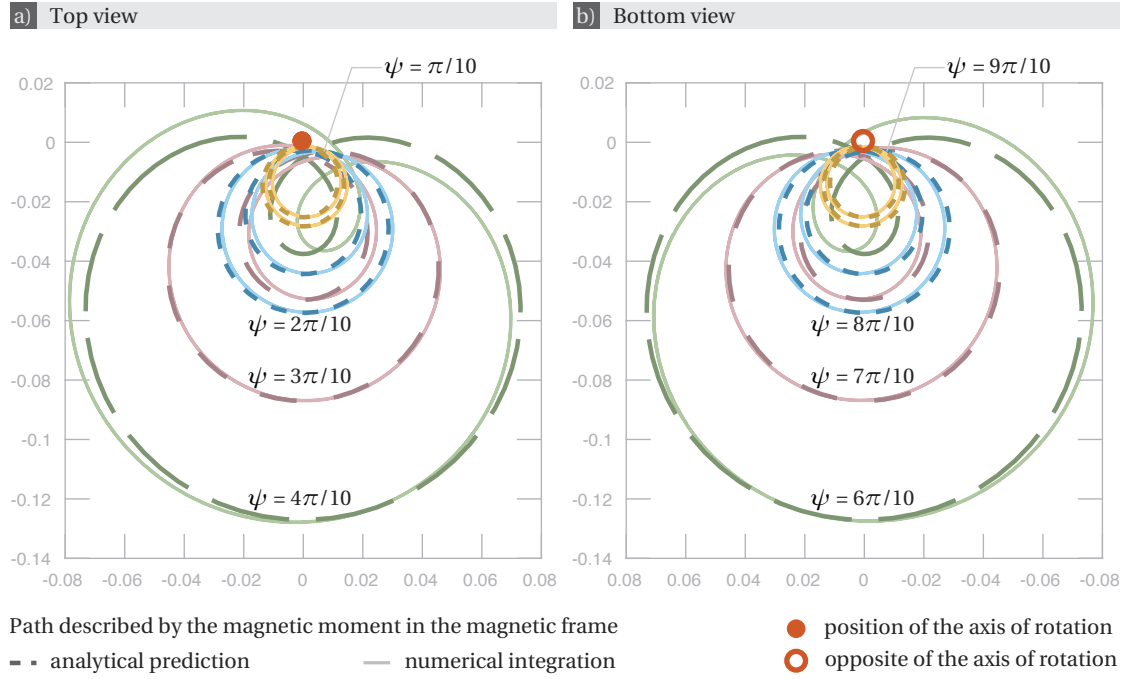 a) Top view
b) Bottom view
ψ = π/10
ψ = 9π/10
0.02
0
-0.02
-0.04
-0.06
-0.08
-0.1
-0.12
-0.14
ψ = 2π/10
ψ = 3π/10
ψ = 4π/10
-0.08 -0.06 -0.04 -0.02 0 0.02 0.04 0.06 0.08
0.02
0
-0.02
-0.04
-0.06
-0.08
-0.1
-0.12
-0.14
ψ = 8π/10
ψ = 7π/10
ψ = 6π/10
0.08 0.06 0.04 0.02 0 -0.02 -0.04 -0.06 -0.08
Path described by the magnetic moment in the magnetic frame
analytical prediction
numerical integration
position of the axis of rotation
opposite of the axis of rotation